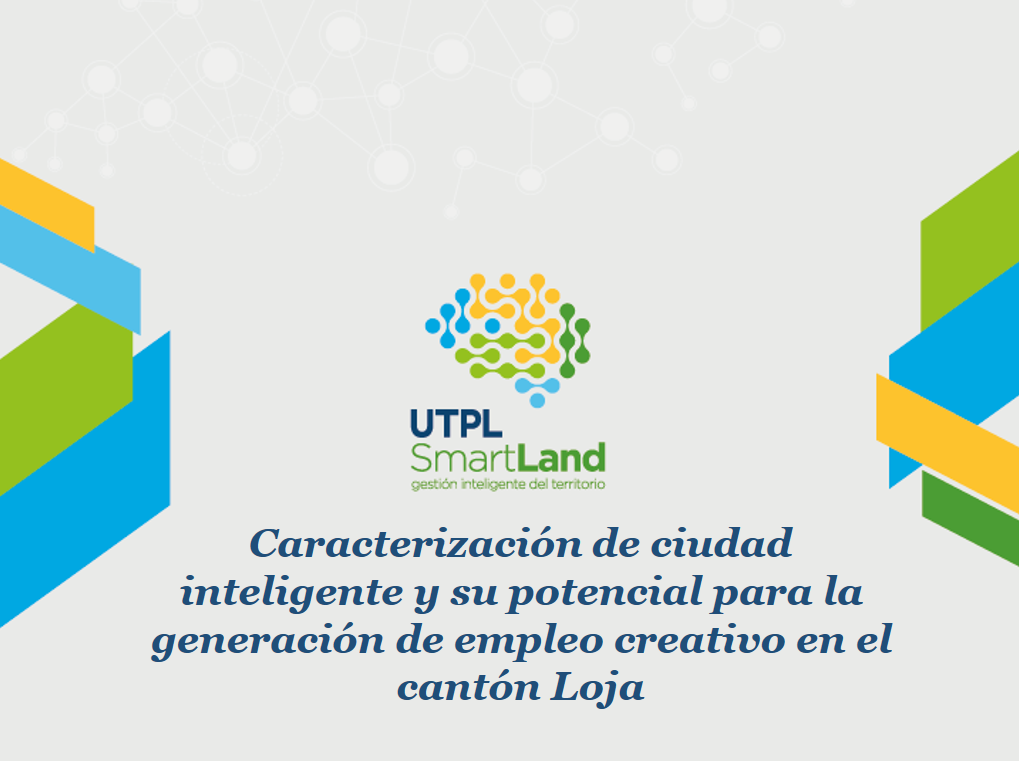 UTPL
SmartLand
gestión inteligente del territorio
Caracterización de ciudad
inteligente y su potencial para la
generación de empleo creativo en el
cantón Loja